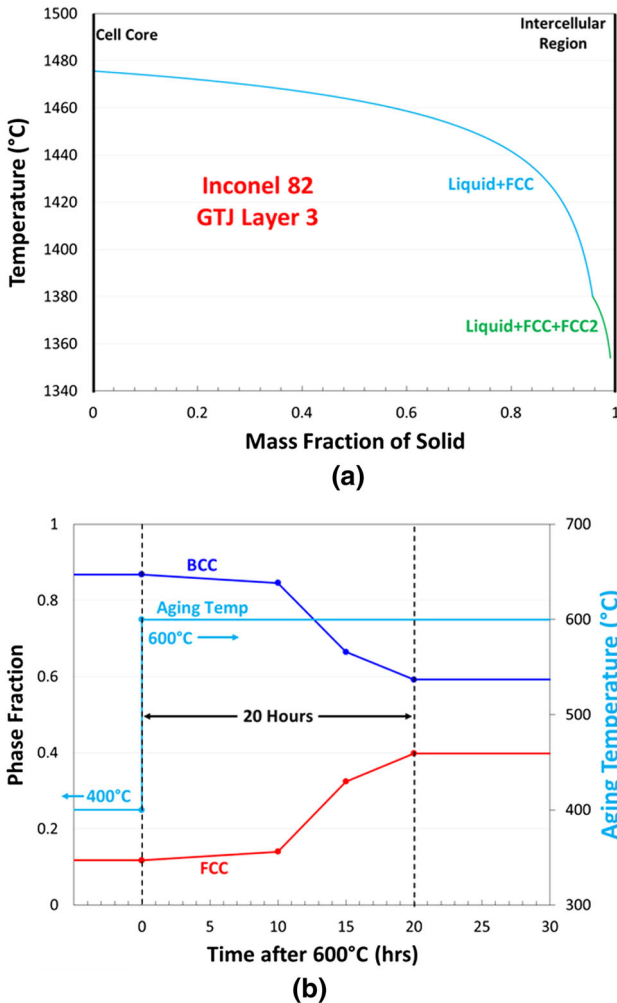 1500
Cell Core
Intercellular
Region
1480
1460
1440
1420
1400
1380
1360
1340
Temperature (°C)
Inconel 82
GTJ Layer 3
Liquid+FCC
Liquid+FCC+FCC2
0
0.2
0.4
0.6
0.8
1
Mass Fraction of Solid
(a)
1
0.8
0.6
0.4
0.2
0
Phase Fraction
BCC
Aging Temp
600°C
20 Hours
400°C
FCC
700
600
500
400
300
Aging Temperature (°C)
0
5
10
15
20
25
30
Time after 600°C (hrs)
(b)